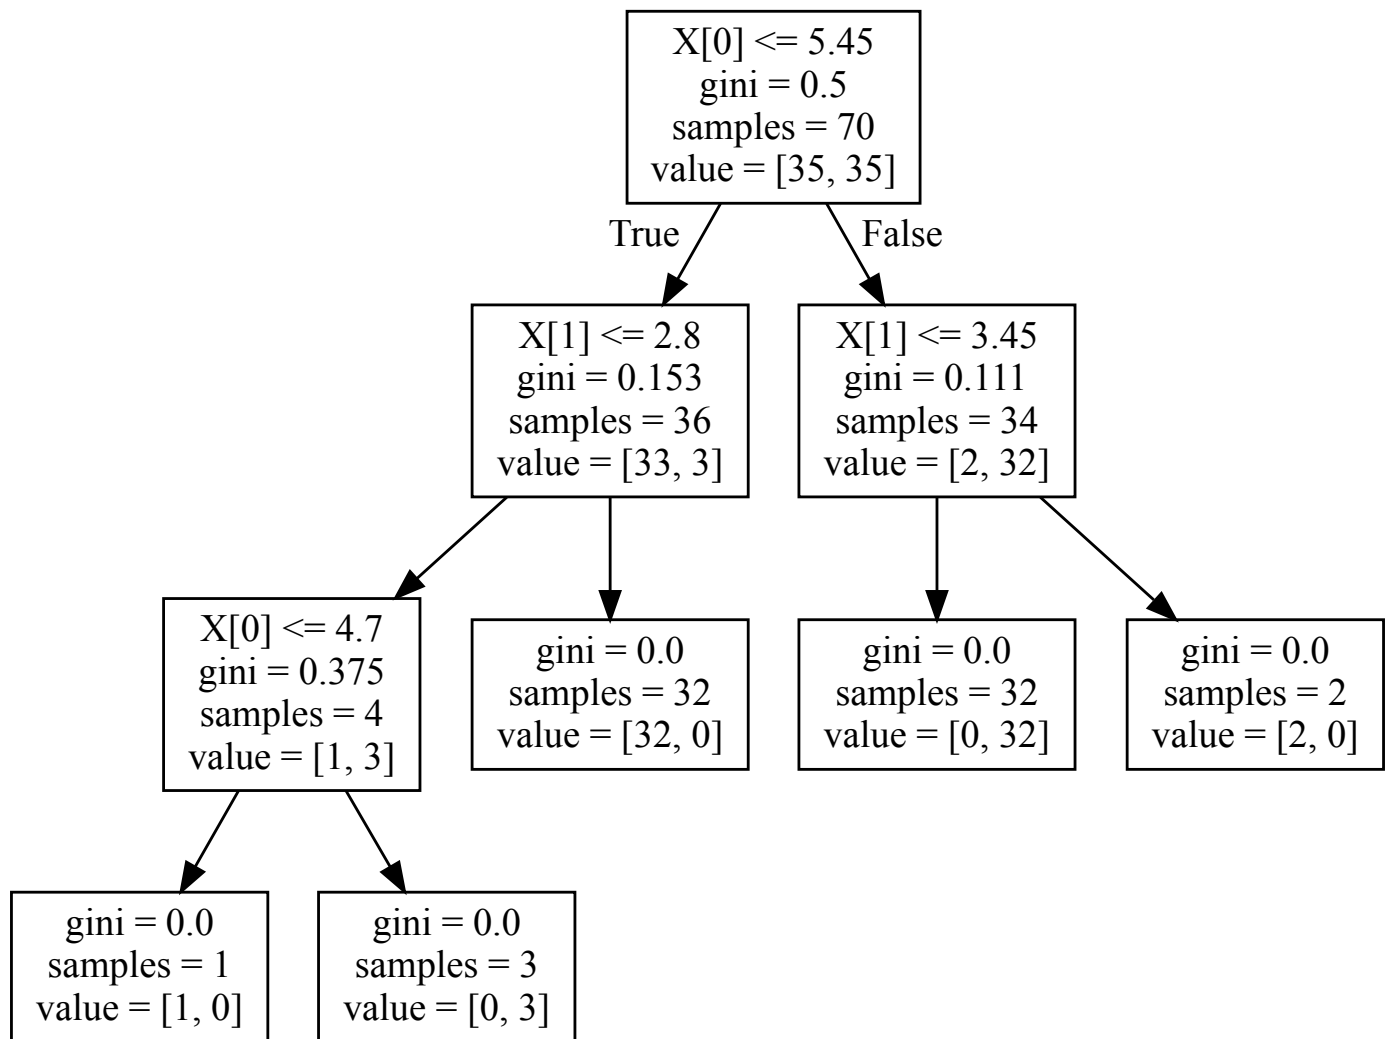 X[0] <= 5.45
gini = 0.5
samples = 70
value = [35, 35]
True
False
X[1] <= 2.8
gini = 0.153
samples = 36
value = [33, 3]
X[1] <= 3.45
gini = 0.111
samples = 34
value = [2, 32]
X[0] <= 4.7
gini = 0.375
samples = 4
value = [1, 3]
gini = 0.0
samples = 32
value = [32, 0]
gini = 0.0
samples = 32
value = [0, 32]
gini = 0.0
samples = 2
value = [2, 0]
gini = 0.0
samples = 1
value = [1, 0]
gini = 0.0
samples = 3
value = [0, 3]